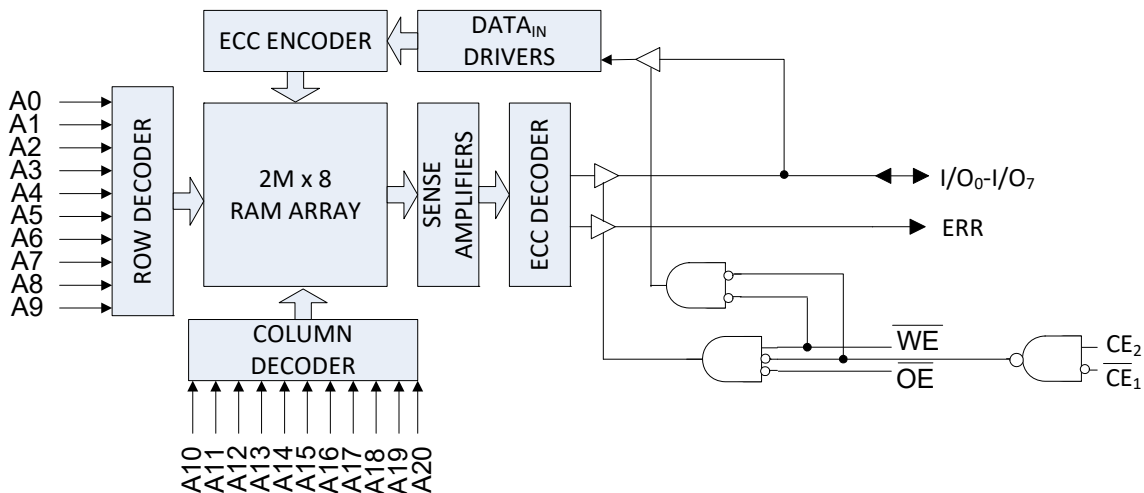 ECC ENCODER
DATAIN
DRIVERS
A0
A1
A2
A3
A4
A5
A6
A7
A8
A9
ROW DECODER
2M x 8
RAM ARRAY
SENSE
AMPLIFIERS
ECC DECODER
I/O0-I/O7
ERR
COLUMN
DECODER
WE
OE
CE2
CE1
A10
A11
A12
A13
A14
A15
A16
A17
A18
A19
A20